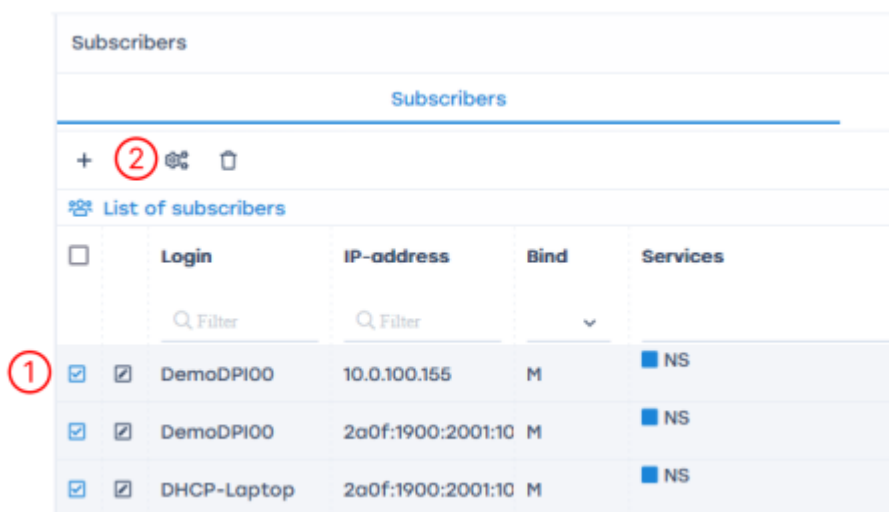 Subscribers
Subscribers
+ 2
List of subscribers
Login IP-address Bind Services
Filter Filter
1 DemoDPI00 10.0.100.155 M NS
DemoDPI00 2a0f:1900:2001:10 M NS
DHCP-Laptop 2a0f:1900:2001:10 M NS